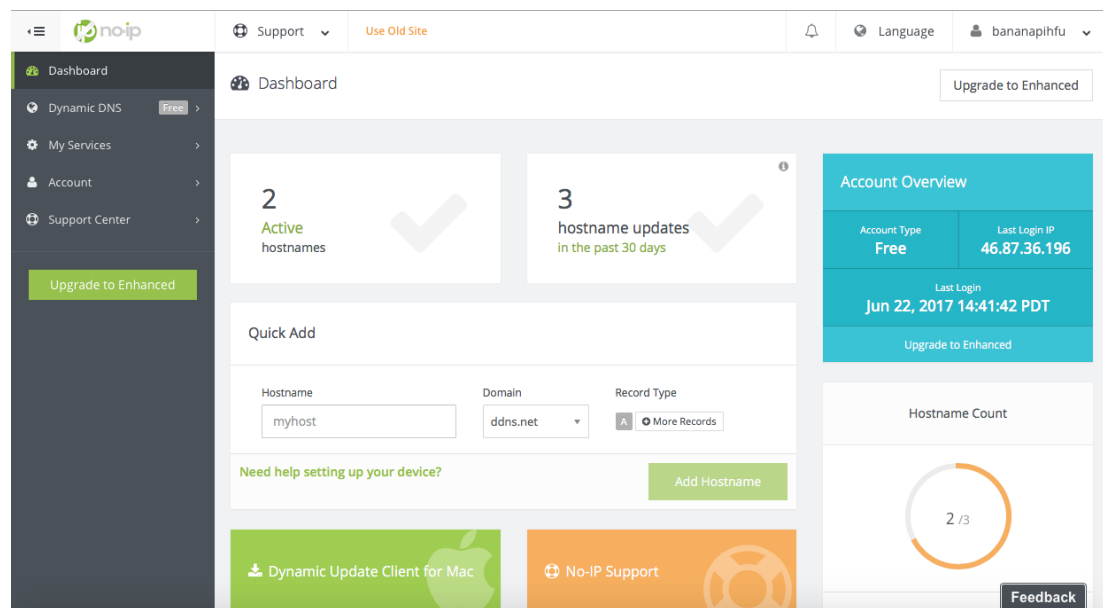 no-ip
Support
Use Old Site
Language
bananapihfu
Dashboard
Dynamic DNS Free
My Services
Account
Support Center
Upgrade to Enhanced
Dashboard
Upgrade to Enhanced
2
Active
hostnames
3
hostname updates
in the past 30 days
Account Overview
Account Type
Free
Last Login IP
46.87.36.196
Last Login
Jun 22, 2017 14:41:42 PDT
Upgrade to Enhanced
Quick Add
Hostname
myhost
Domain
ddns.net
Record Type
A More Records
Need help setting up your device?
Add Hostname
Hostname Count
2 /3
Dynamic Update Client for Mac
No-IP Support
Feedback